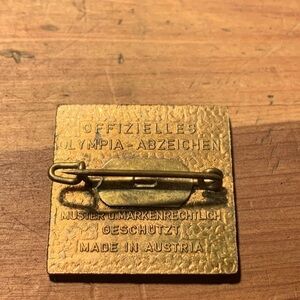 OFFIZIELLES
OLYMPIA-ABZEICHEN
MUSTER U.MARKENRECHTLICH
GESCHÜTZT
MADE IN AUSTRIA